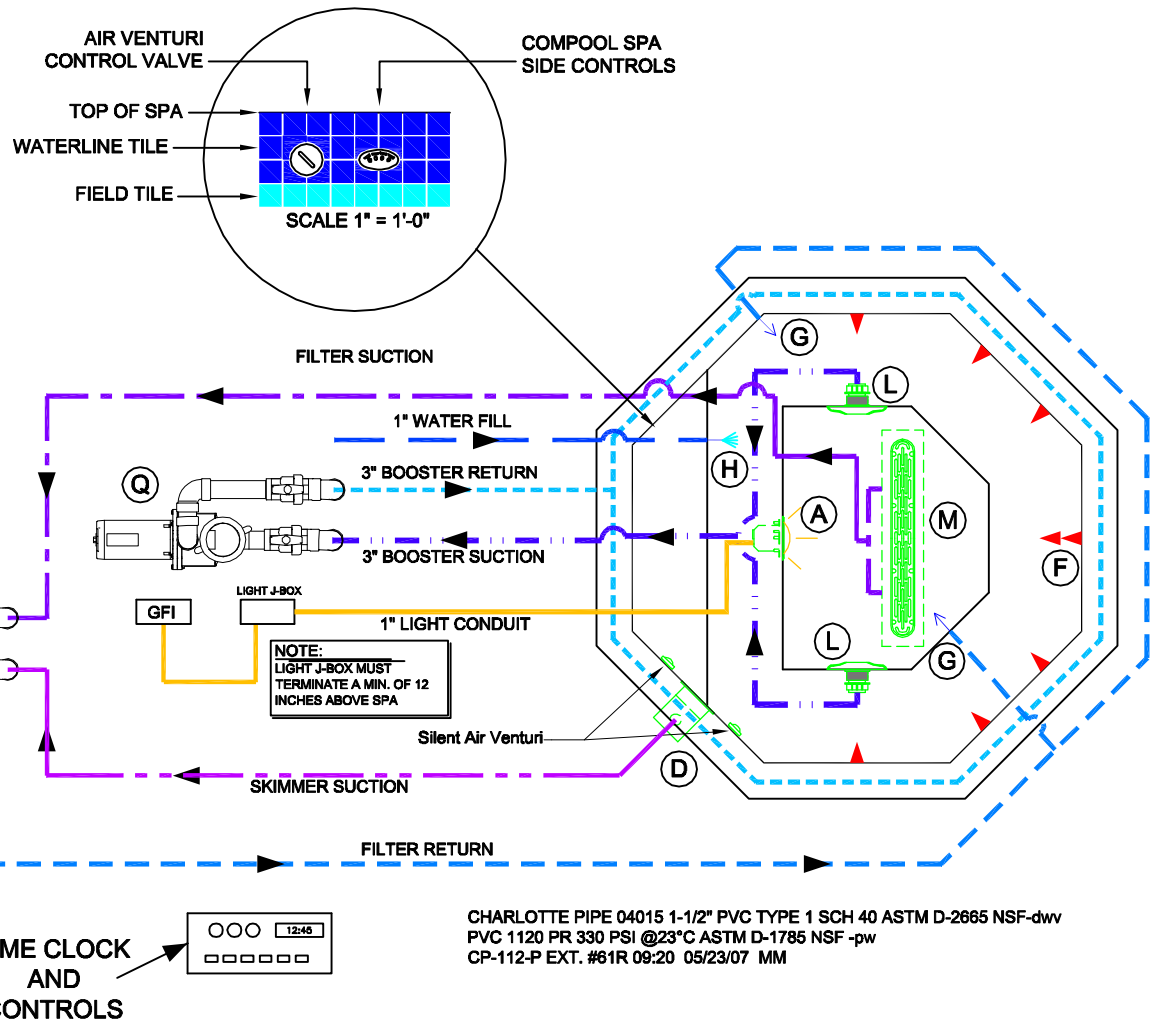 AIR VENTURI
CONTROL VALVE
COMPOOL SPA
SIDE CONTROLS
TOP OF SPA
WATERLINE TILE
FIELD TILE
SCALE 1" = 1'-0"
FILTER SUCTION
G
L
1" WATER FILL
H
3" BOOSTER RETURN
Q
A
M
3" BOOSTER SUCTION
F
LIGHT J-BOX
GFI
1" LIGHT CONDUIT
L
G
NOTE:
LIGHT J-BOX MUST
TERMINATE A MIN. OF 12
INCHES ABOVE SPA
Silent Air Venturi
D
SKIMMER SUCTION
FILTER RETURN
12:45
ME CLOCK
AND
CONTROLS
CHARLOTTE PIPE 04015 1-1/2" PVC TYPE 1 SCH 40 ASTM D-2665 NSF-dwv
PVC 1120 PR 330 PSI @23°C ASTM D-1785 NSF -pw
CP-112-P EXT. #61R 09:20 05/23/07 MM